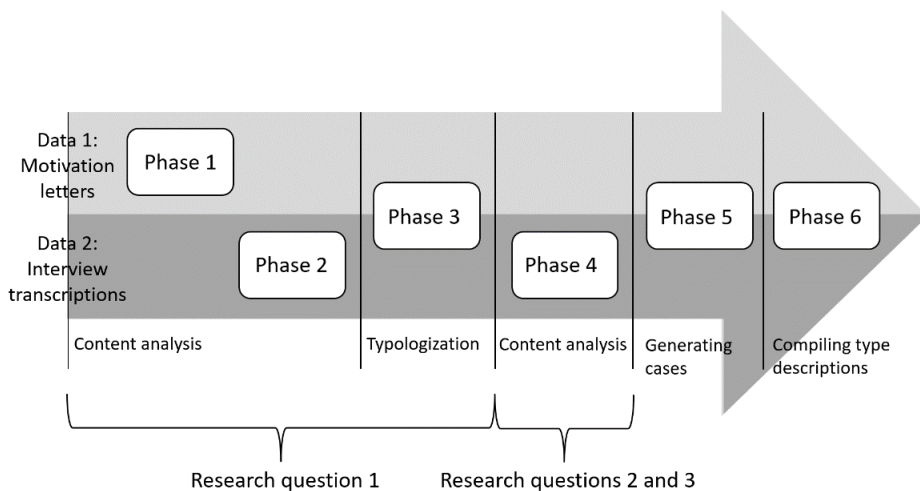 Data 1:
Motivation
letters
Phase 1
Phase 3
Phase 5
Phase 6
Data 2:
Interview
transcriptions
Phase 2
Phase 4
Content analysis
Typologization
Content analysis
Generating
cases
Compiling type
descriptions
Research question 1
Research questions 2 and 3